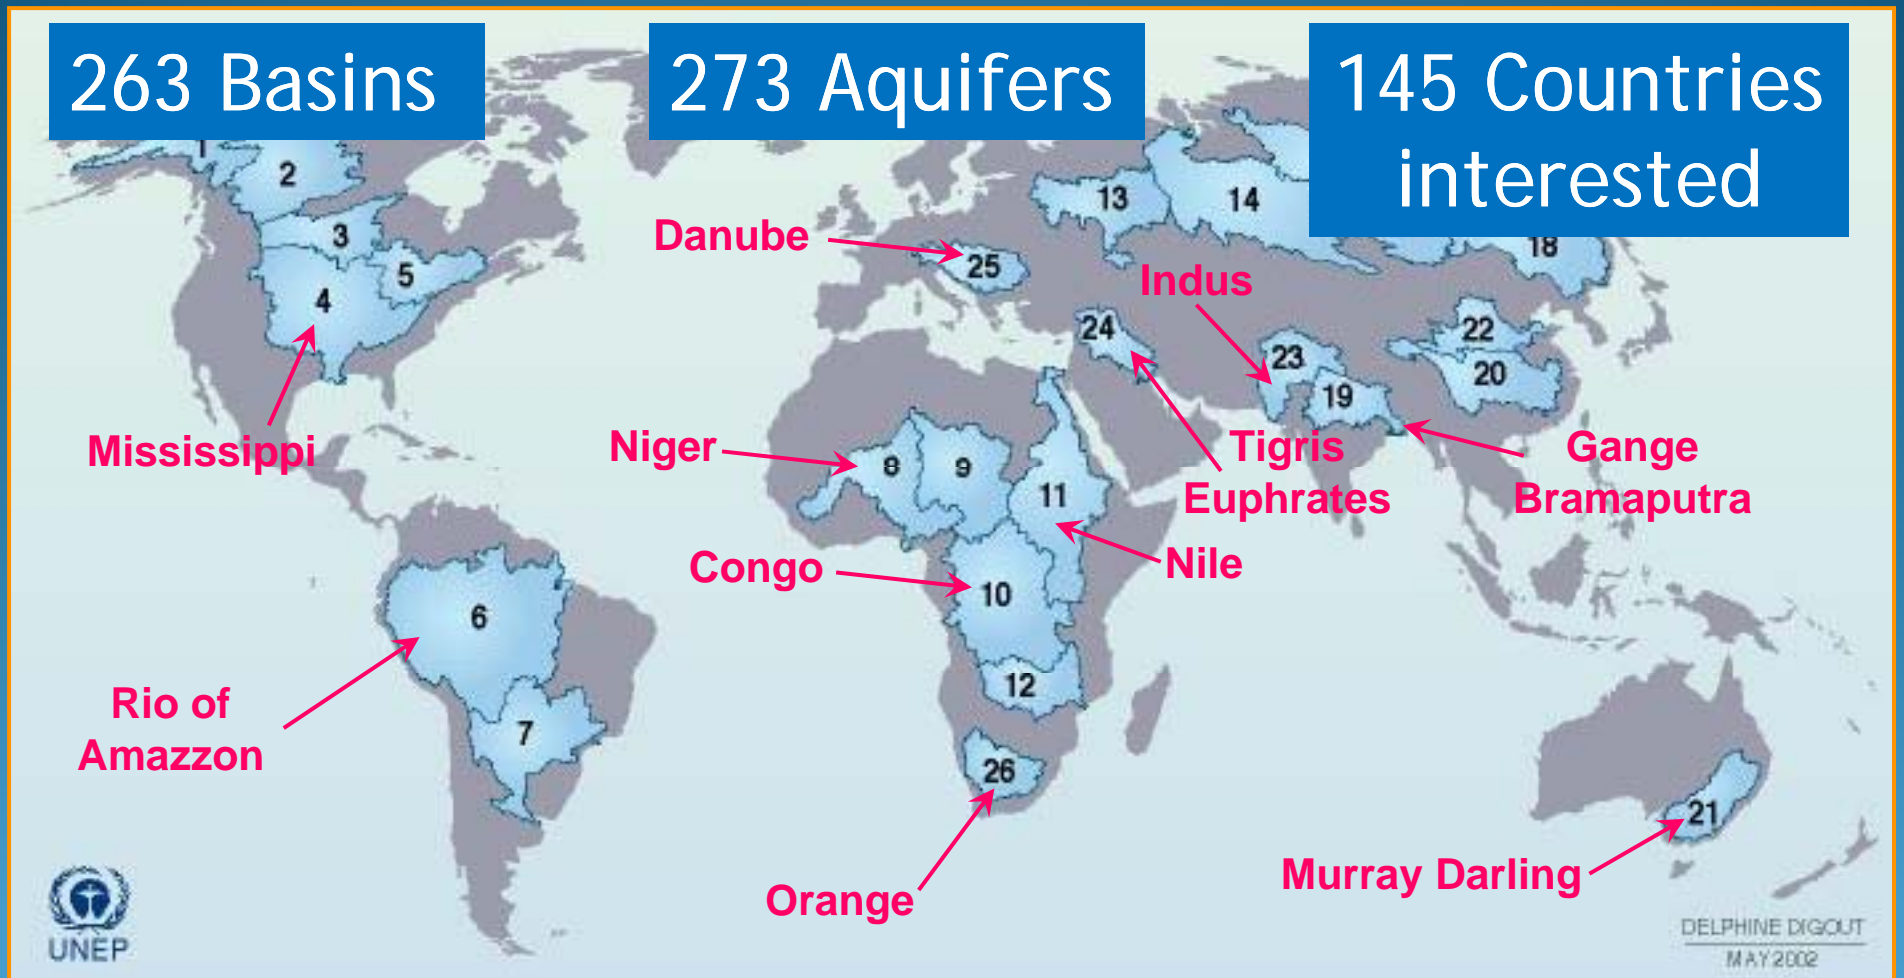 263 Basins
273 Aquifers
145 Countries
interested
1
2
3
4
5
13
14
18
Danube
25
Indus
24
22
23
20
19
Mississippi
Niger
8
9
11
Tigris
Euphrates
Gange
Bramaputra
Congo
10
Nile
6
12
Rio of
Amazzon
7
26
21
Orange
Murray Darling
UNEP
DELPHINE DIGOUT
MAY 2002